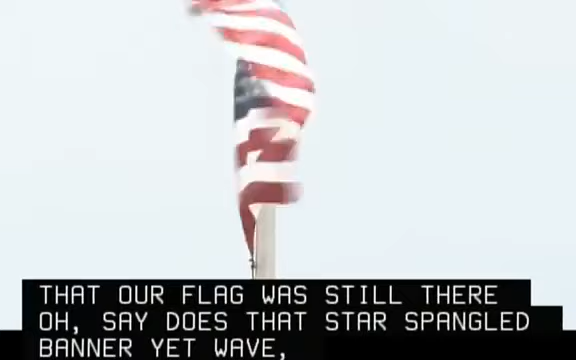 THAT OUR FLAG WAS STILL THERE
OH, SAY DOES THAT STAR SPANGLED
BANNER YET WAVE,